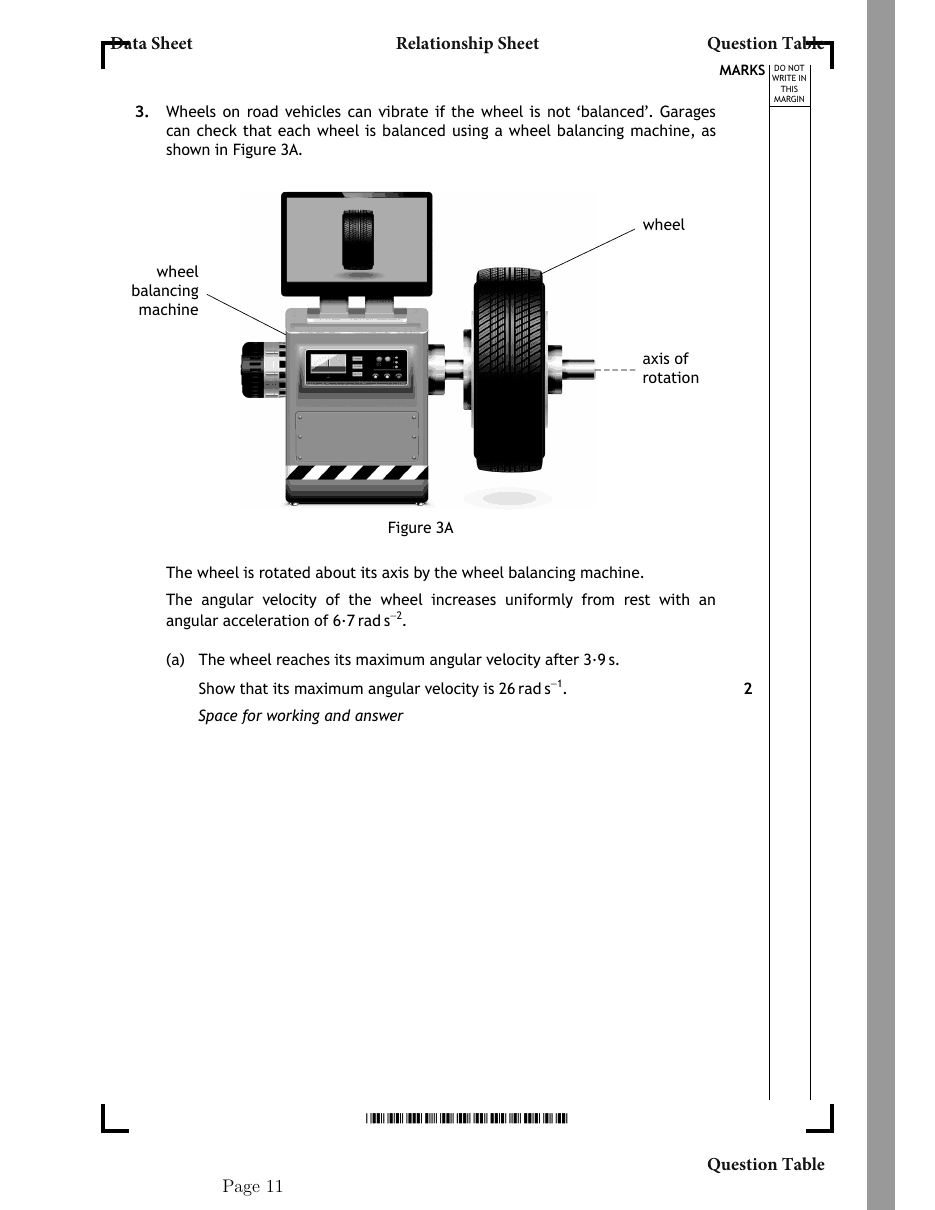 Data Sheet
Relationship Sheet
Question Table
MARKS
DO NOT
WRITE IN
THIS
MARGIN
3. Wheels on road vehicles can vibrate if the wheel is not ‘balanced’. Garages
can check that each wheel is balanced using a wheel balancing machine, as
shown in Figure 3A.
wheel
wheel
balancing
machine
axis of
rotation
Figure 3A
The wheel is rotated about its axis by the wheel balancing machine.
The angular velocity of the wheel increases uniformly from rest with an
angular acceleration of 6·7 rad s⁻².
(a) The wheel reaches its maximum angular velocity after 3·9 s.
Show that its maximum angular velocity is 26 rad s⁻¹. 2
Space for working and answer
Question Table
Page 11